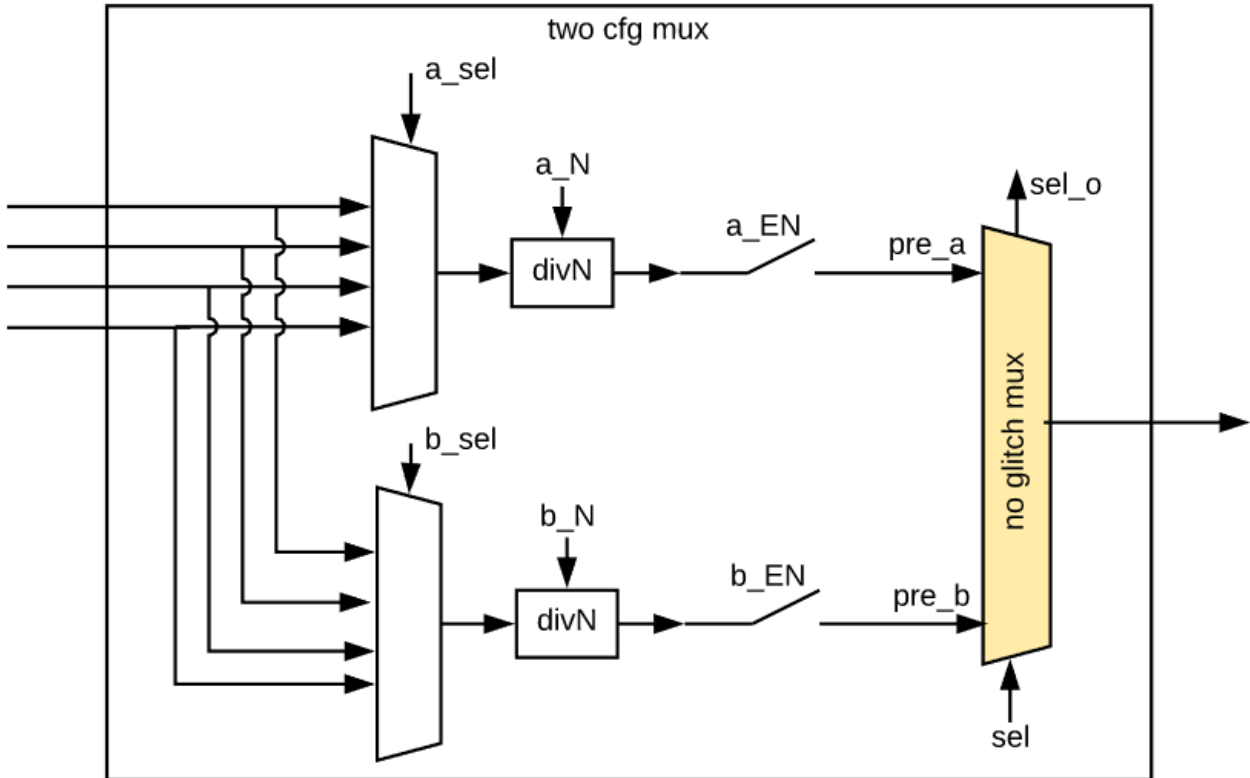 two cfg mux
a_sel
a_N
divN
a_EN
pre_a
sel_o
no glitch mux
b_sel
b_N
divN
b_EN
pre_b
sel